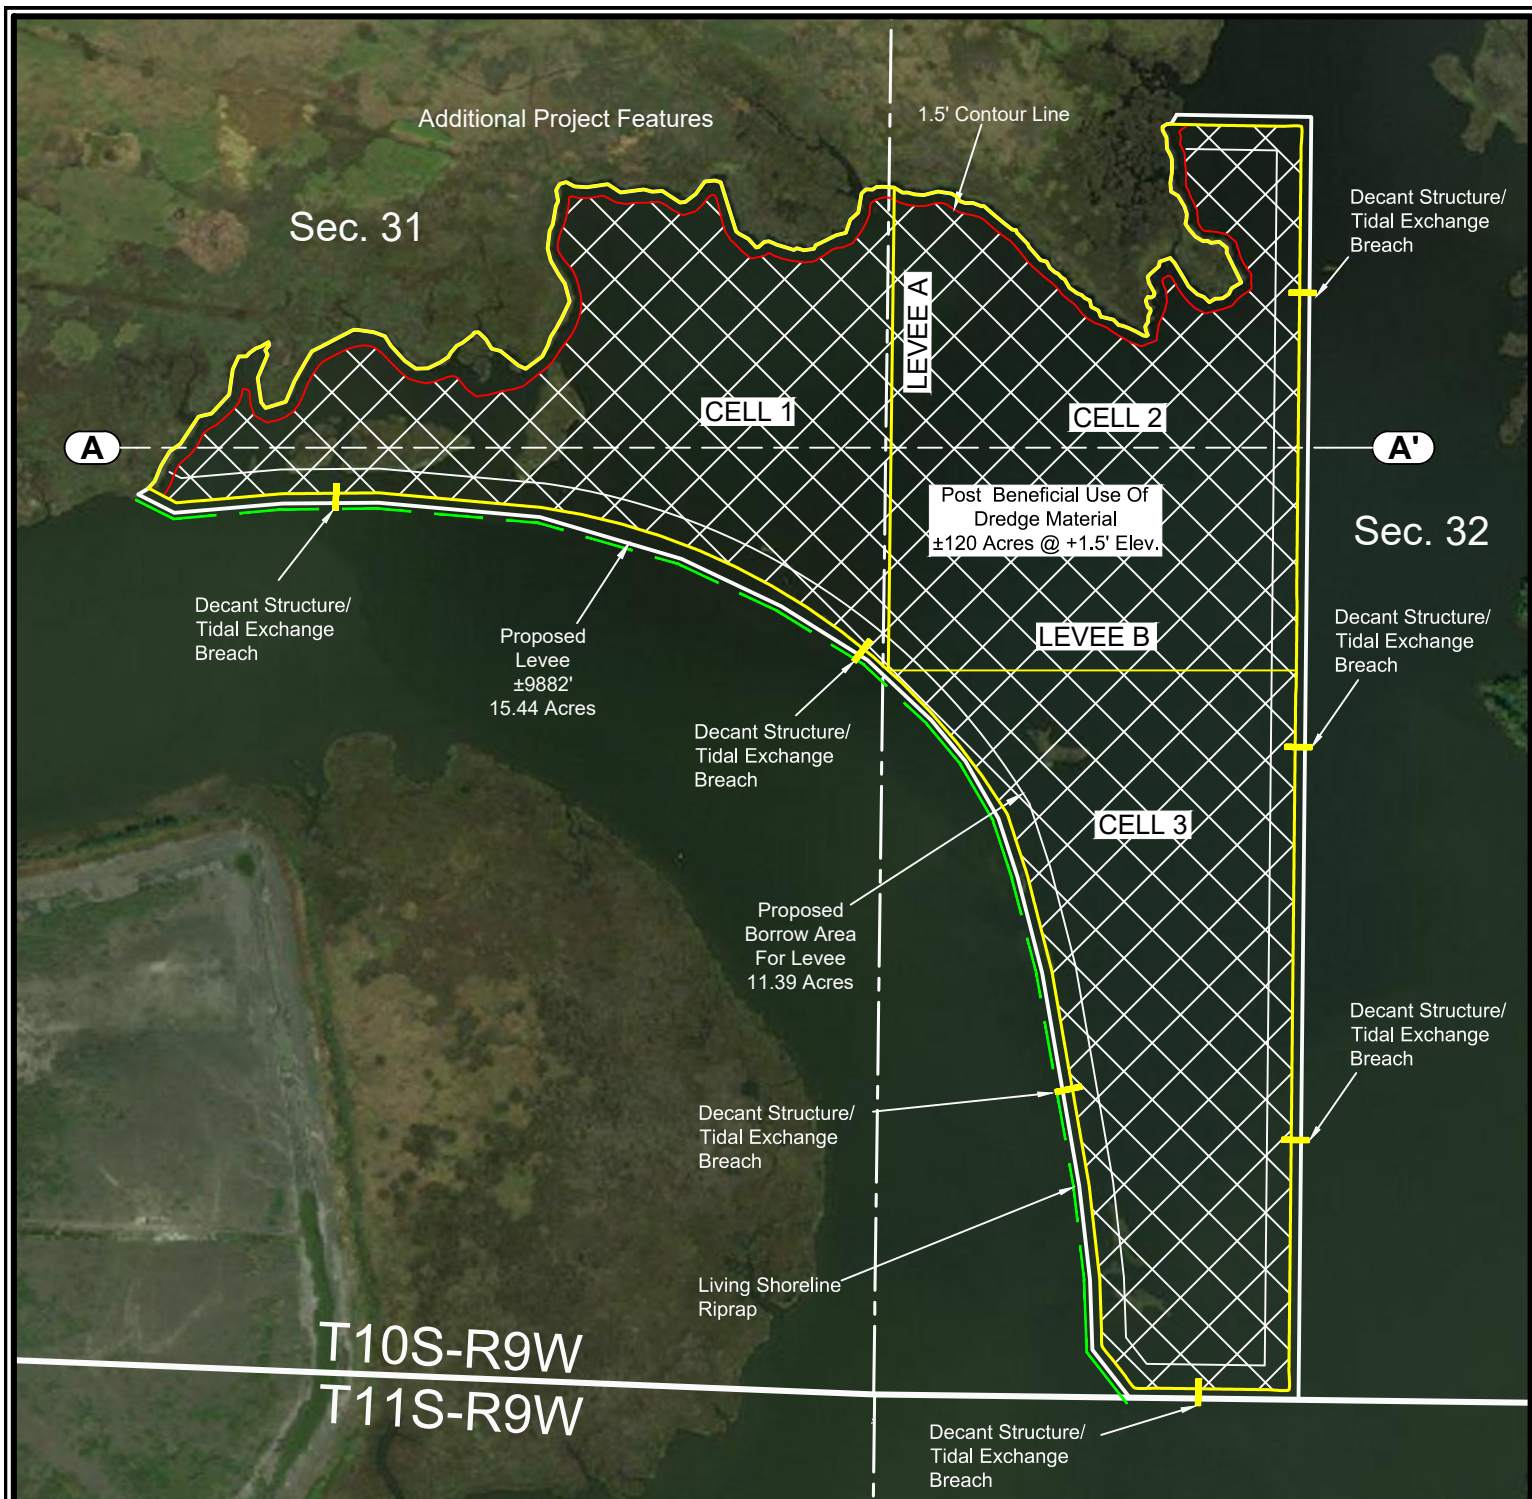 Additional Project Features
1.5' Contour Line
Sec. 31
Decant Structure/
Tidal Exchange
Breach
LEVEE A
CELL 1
CELL 2
A
A'
Post Beneficial Use Of
Dredge Material
±120 Acres @ +1.5' Elev.
Sec. 32
Decant Structure/
Tidal Exchange
Breach
Proposed
Levee
±9882'
15.44 Acres
LEVEE B
Decant Structure/
Tidal Exchange
Breach
Decant Structure/
Tidal Exchange
Breach
CELL 3
Proposed
Borrow Area
For Levee
11.39 Acres
Decant Structure/
Tidal Exchange
Breach
Decant Structure/
Tidal Exchange
Breach
Living Shoreline
Riprap
T10S-R9W
T11S-R9W
Decant Structure/
Tidal Exchange
Breach